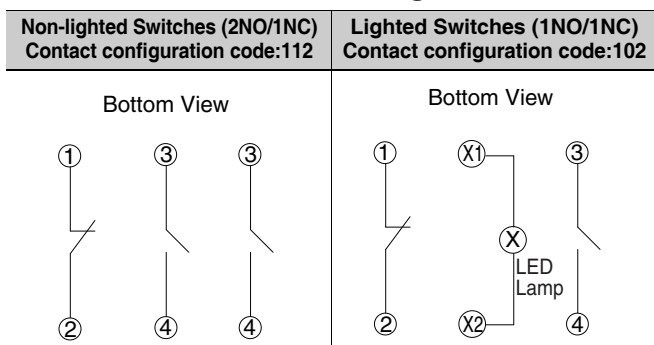 Non-lighted Switches (2NO/1NC)
Contact configuration code:112
Lighted Switches (1NO/1NC)
Contact configuration code:102
Bottom View
1 3 3
2 4 4
Bottom View
1 X1 3
X
LED
Lamp
2 X2 4